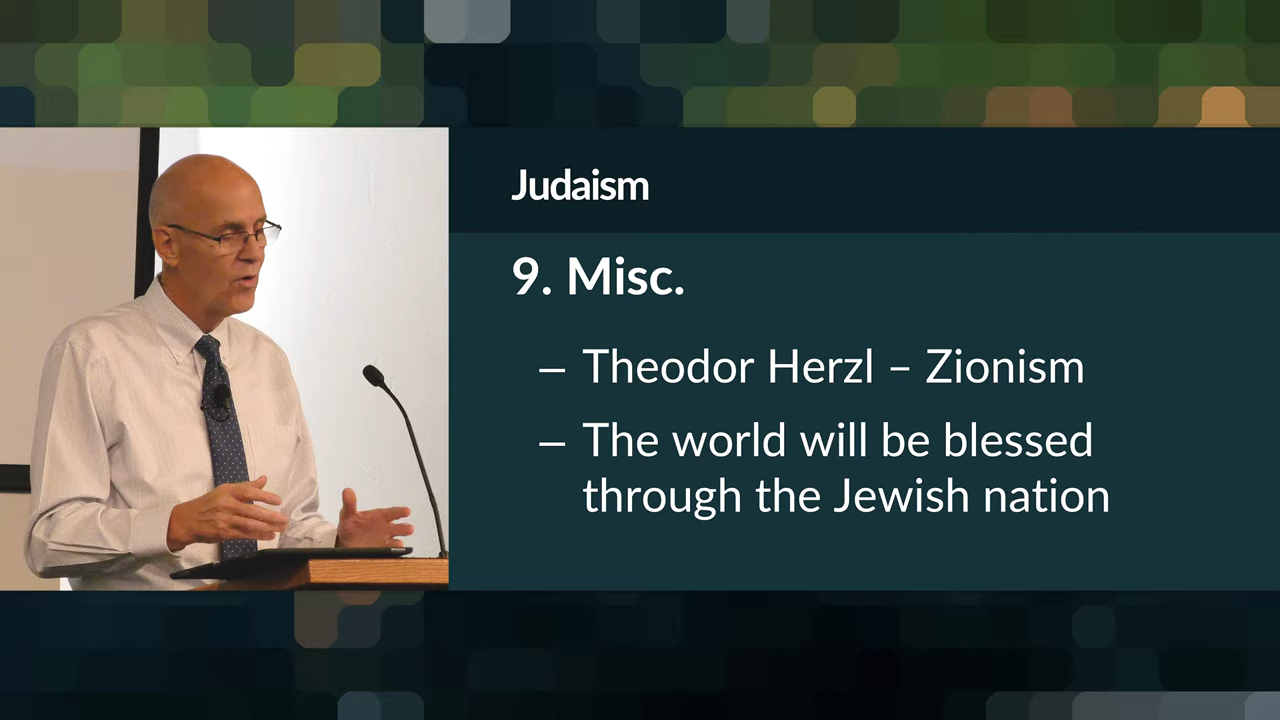 Judaism
9. Misc.
– Theodor Herzl – Zionism
– The world will be blessed
through the Jewish nation